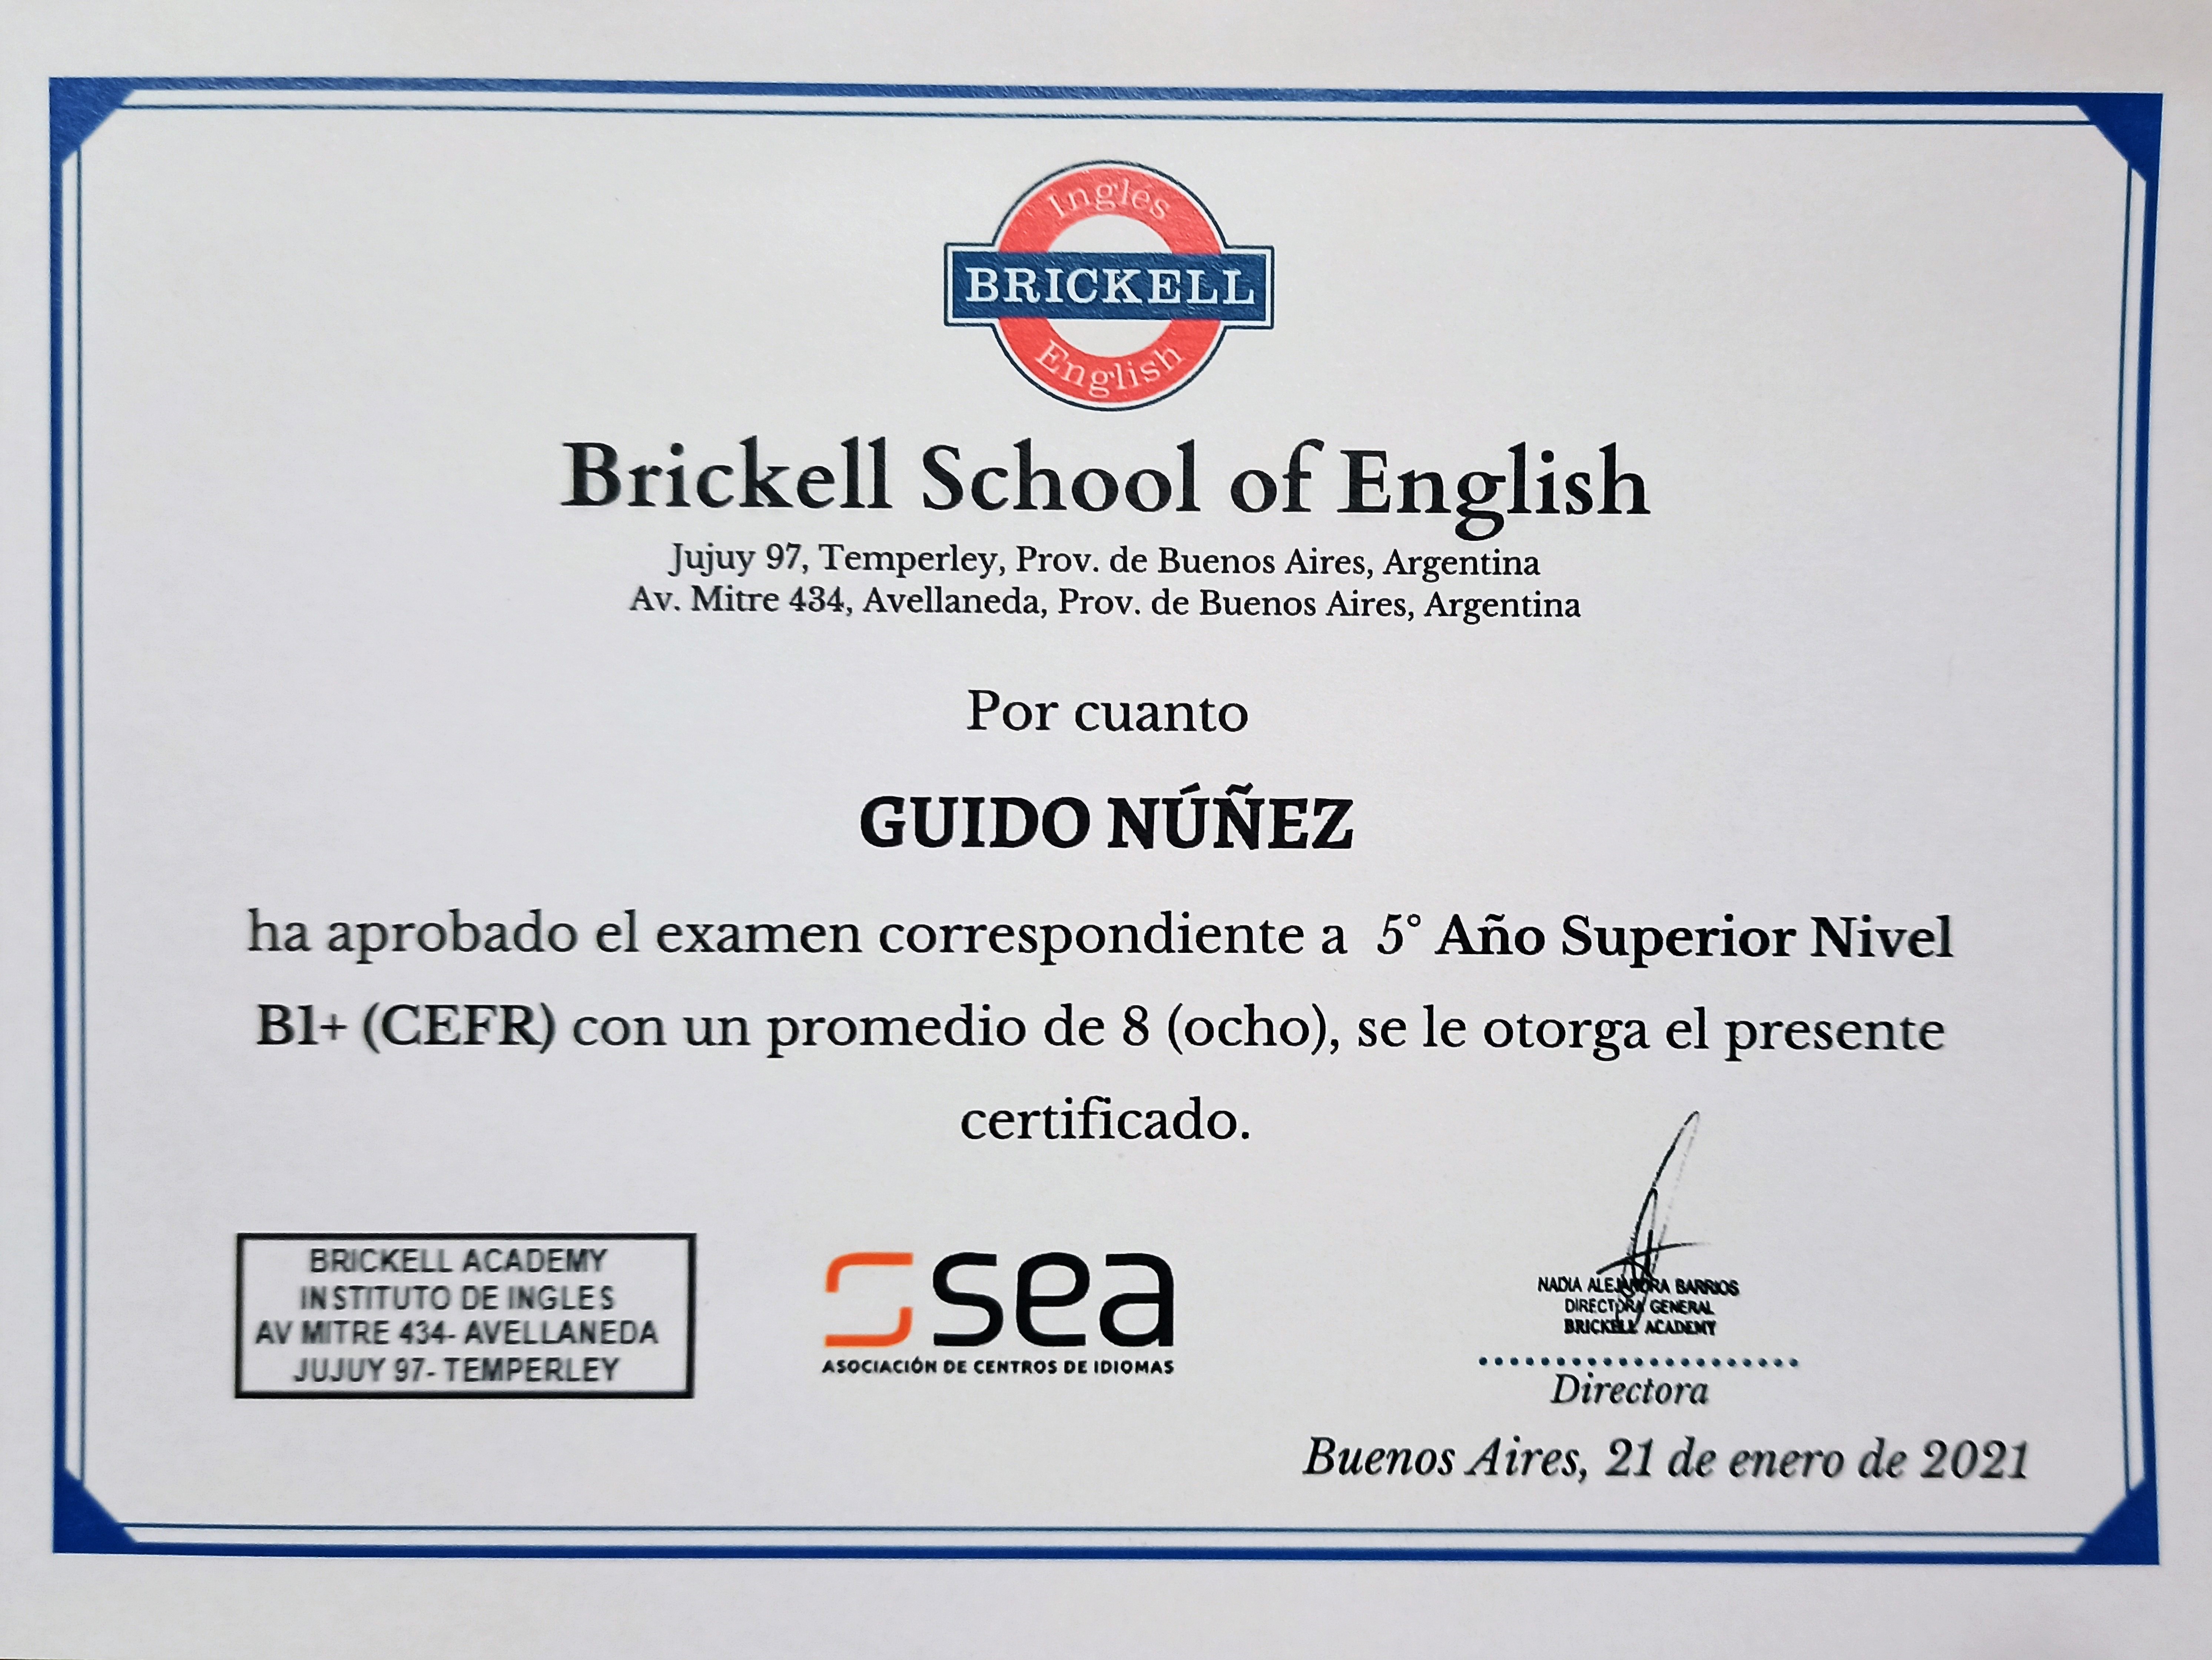 Inglés
BRICKELL
English
Brickell School of English
Jujuy 97, Temperley, Prov. de Buenos Aires, Argentina
Av. Mitre 434, Avellaneda, Prov. de Buenos Aires, Argentina
Por cuanto
GUIDO NÚÑEZ
ha aprobado el examen correspondiente a 5° Año Superior Nivel
B1+ (CEFR) con un promedio de 8 (ocho), se le otorga el presente
certificado.
BRICKELL ACADEMY
INSTITUTO DE INGLES
AV MITRE 434- AVELLANEDA
JUJUY 97- TEMPERLEY
sea
ASOCIACIÓN DE CENTROS DE IDIOMAS
NADIA ALEJANDRA BARRIOS
DIRECTORA GENERAL
BRICKELL ACADEMY
Directora
Buenos Aires, 21 de enero de 2021